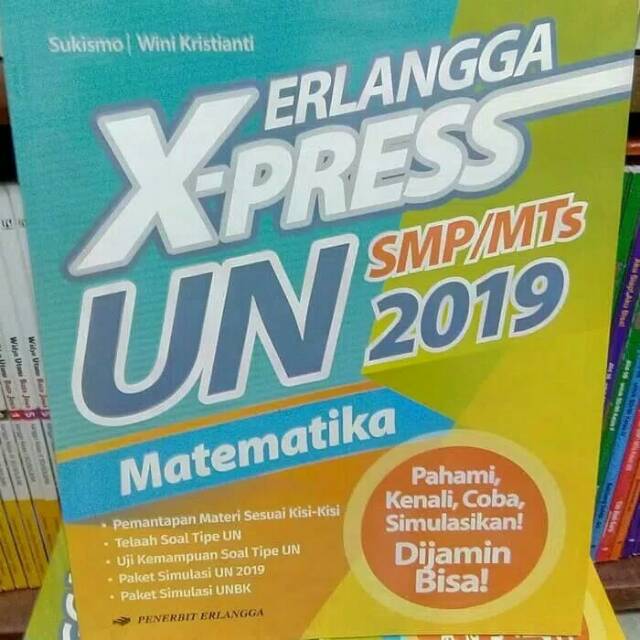 Sukismo | Wini Kristianti
ERLANGGA
X-PRESS
UN SMP/MTs
2019
Matematika
• Pemantapan Materi Sesuai Kisi-Kisi
• Telaah Soal Tipe UN
• Uji Kemampuan Soal Tipe UN
• Paket Simulasi UN 2019
• Paket Simulasi UNBK
Pahami,
Kenali, Coba,
Simulasikan!
Dijamin
Bisa!
PENERBIT ERLANGGA